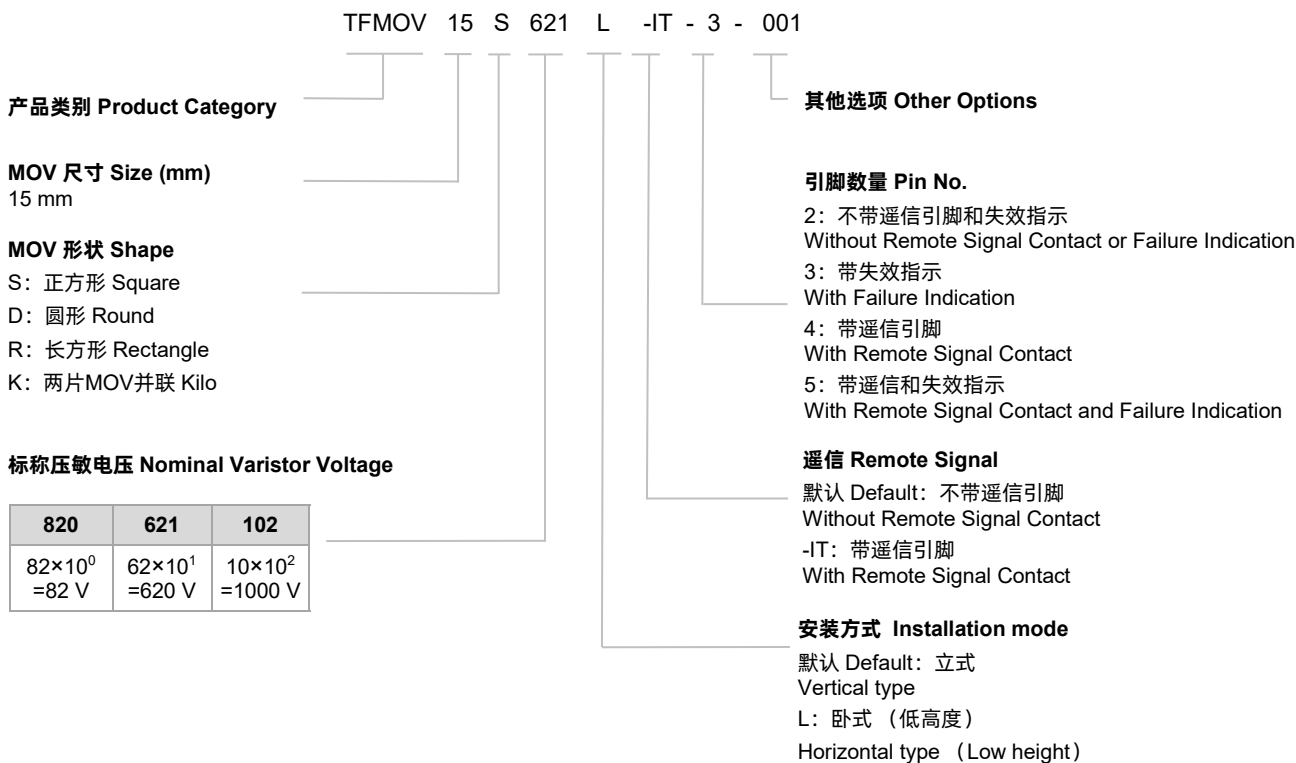 TFMOV 15 S 621 L -IT - 3 - 001
产品类别 Product Category
MOV 尺寸 Size (mm)
15 mm
MOV 形状 Shape
S：正方形 Square
D：圆形 Round
R：长方形 Rectangle
K：两片MOV并联 Kilo
标称压敏电压 Nominal Varistor Voltage
820 621 102
82×10⁰ 62×10¹ 10×10²
=82 V =620 V =1000 V
其他选项 Other Options
引脚数量 Pin No.
2：不带遥信引脚和失效指示
Without Remote Signal Contact or Failure Indication
3：带失效指示
With Failure Indication
4：带遥信引脚
With Remote Signal Contact
5：带遥信和失效指示
With Remote Signal Contact and Failure Indication
遥信 Remote Signal
默认 Default：不带遥信引脚
Without Remote Signal Contact
-IT：带遥信引脚
With Remote Signal Contact
安装方式 Installation mode
默认 Default：立式
Vertical type
L：卧式 （低高度）
Horizontal type （Low height）